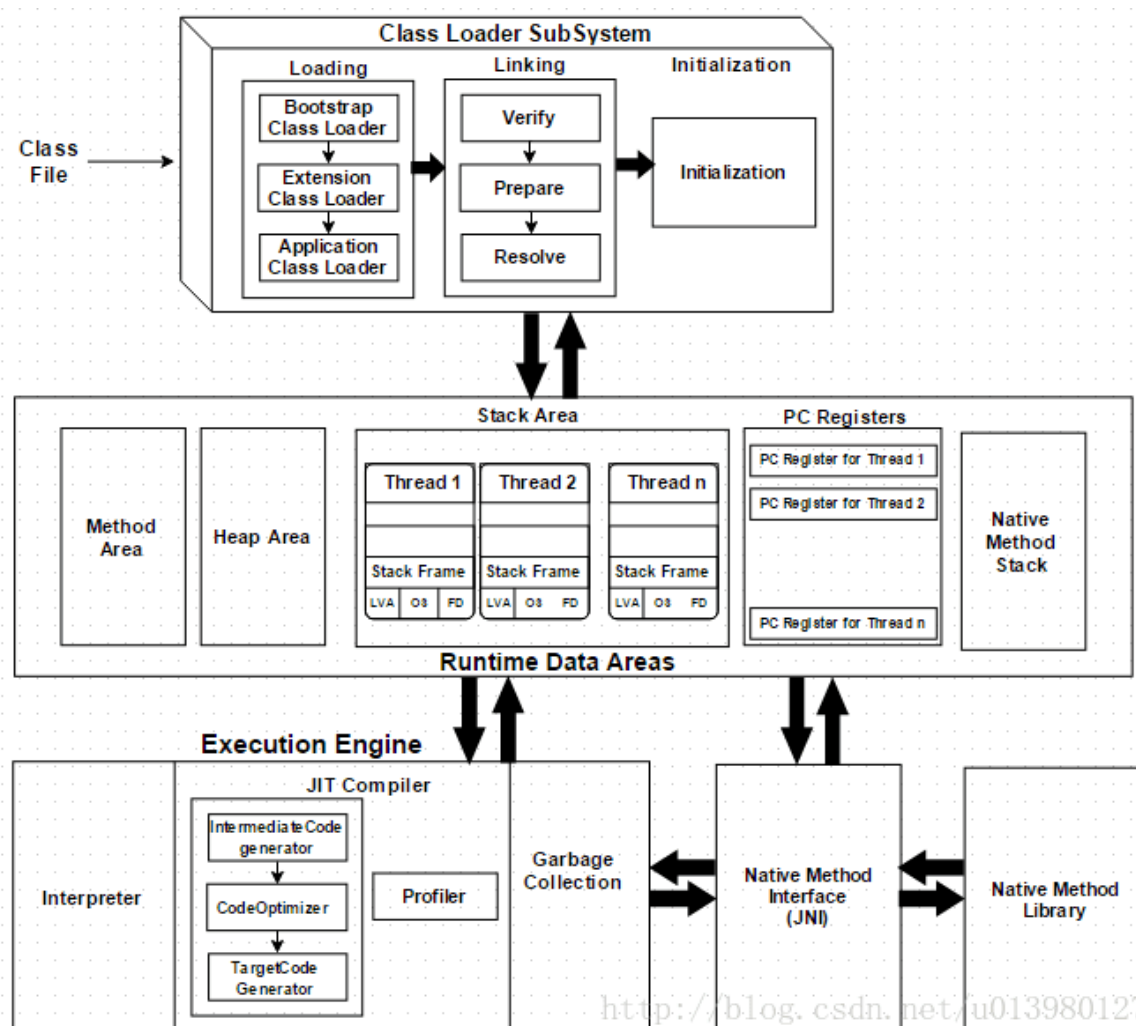 Class Loader SubSystem
Loading
Linking
Initialization
Class
File
Bootstrap
Class Loader
Extension
Class Loader
Application
Class Loader
Verify
Prepare
Resolve
Initialization
Stack Area
PC Registers
Method
Area
Heap Area
Thread 1
Stack Frame
LVA OS FD
Thread 2
Stack Frame
LVA OS FD
Thread n
Stack Frame
LVA OS FD
PC Register for Thread 1
PC Register for Thread 2
PC Register for Thread n
Native
Method
Stack
Runtime Data Areas
Execution Engine
Interpreter
JIT Compiler
IntermediateCode
generator
CodeOptimizer
TargetCode
Generator
Profiler
Garbage
Collection
Native Method
Interface
(JNI)
Native Method
Library
http://blog.csdn.net/u013980127